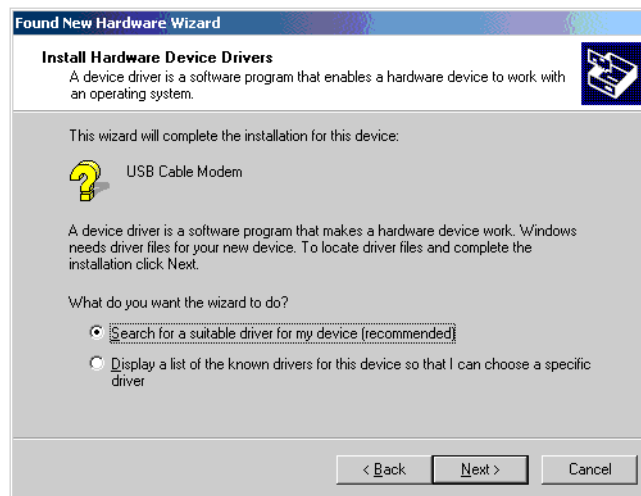 Found New Hardware Wizard
Install Hardware Device Drivers
A device driver is a software program that enables a hardware device to work with
an operating system.
This wizard will complete the installation for this device:
USB Cable Modem
A device driver is a software program that makes a hardware device work. Windows
needs driver files for your new device. To locate driver files and complete the
installation click Next.
What do you want the wizard to do?
Search for a suitable driver for my device (recommended)
Display a list of the known drivers for this device so that I can choose a specific
driver
< Back Next > Cancel